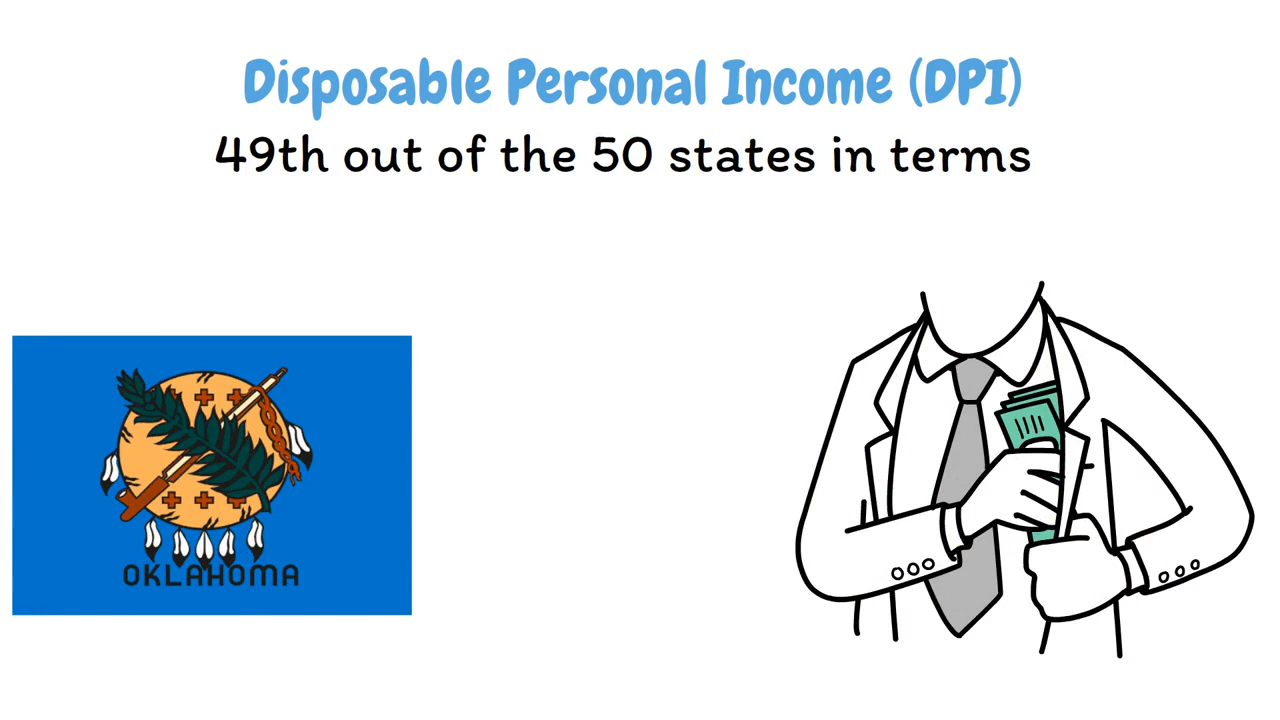 Disposable Personal Income (DPI)
49th out of the 50 states in terms
OKLAHOMA